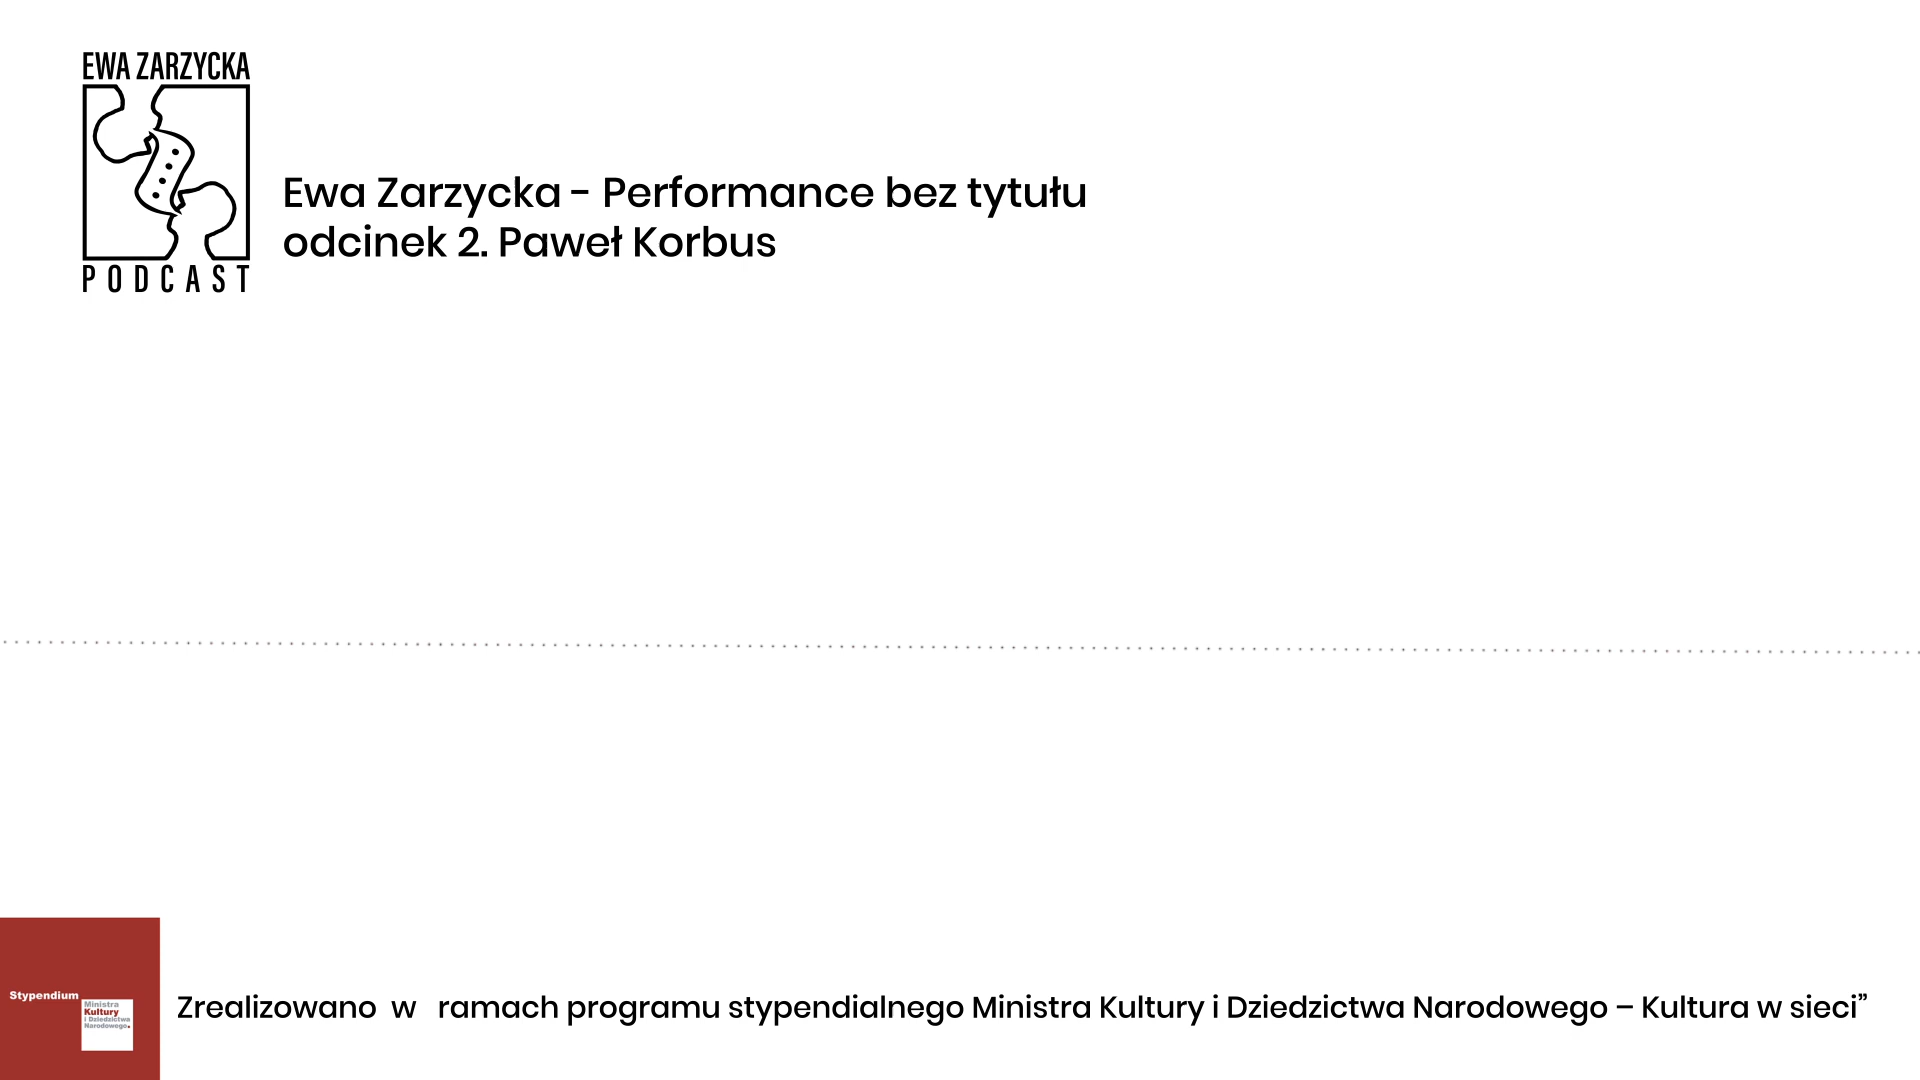 EWA ZARZYCKA
PODCAST
Ewa Zarzycka - Performance bez tytułu
odcinek 2. Paweł Korbus
Stypendium
Ministra
Kultury
i Dziedzictwa
Narodowego.
Zrealizowano w ramach programu stypendialnego Ministra Kultury i Dziedzictwa Narodowego – Kultura w sieci”